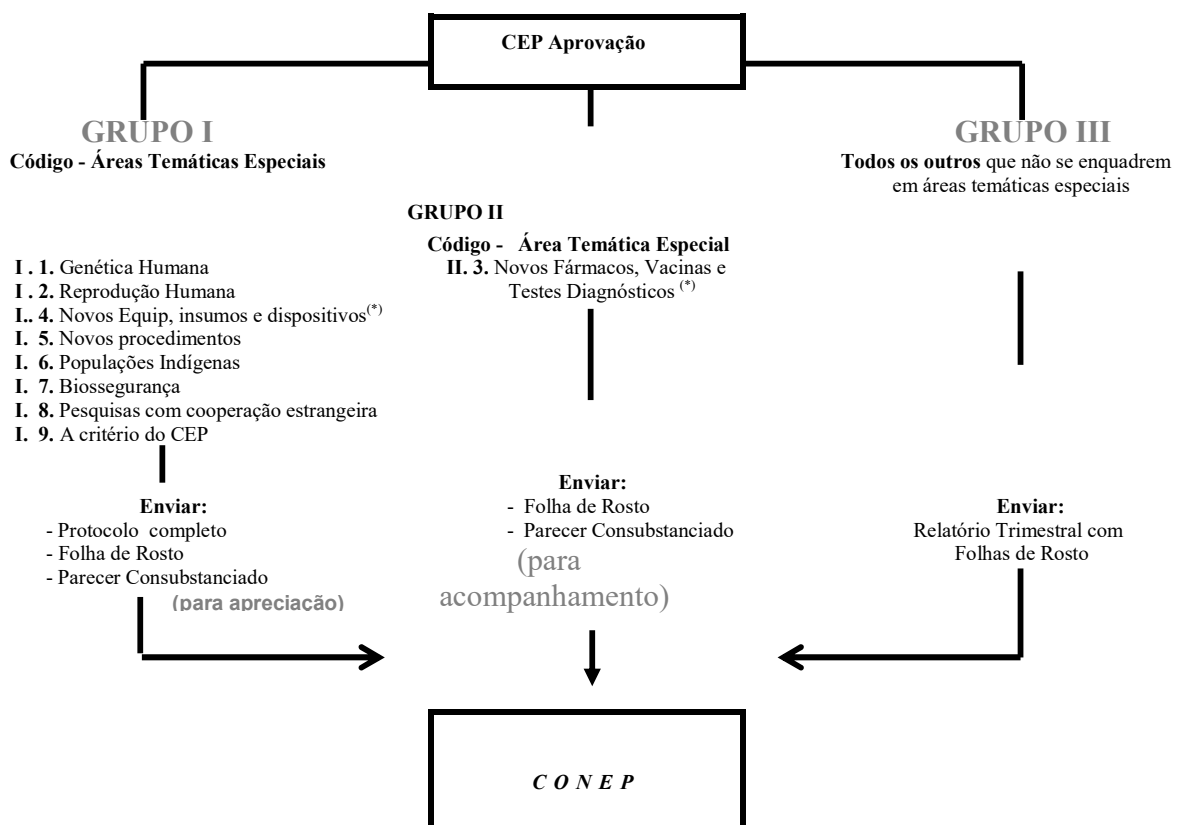 CEP Aprovação
GRUPO I
Código - Áreas Temáticas Especiais
I . 1. Genética Humana
I . 2. Reprodução Humana
I.. 4. Novos Equip, insumos e dispositivos(*)
I. 5. Novos procedimentos
I. 6. Populações Indígenas
I. 7. Biossegurança
I. 8. Pesquisas com cooperação estrangeira
I. 9. A critério do CEP
Enviar:
- Protocolo completo
- Folha de Rosto
- Parecer Consubstanciado
(para apreciação)
GRUPO II
Código - Área Temática Especial
II. 3. Novos Fármacos, Vacinas e
Testes Diagnósticos (*)
Enviar:
- Folha de Rosto
- Parecer Consubstanciado
(para
acompanhamento)
GRUPO III
Todos os outros que não se enquadrem
em áreas temáticas especiais
Enviar:
Relatório Trimestral com
Folhas de Rosto
C O N E P